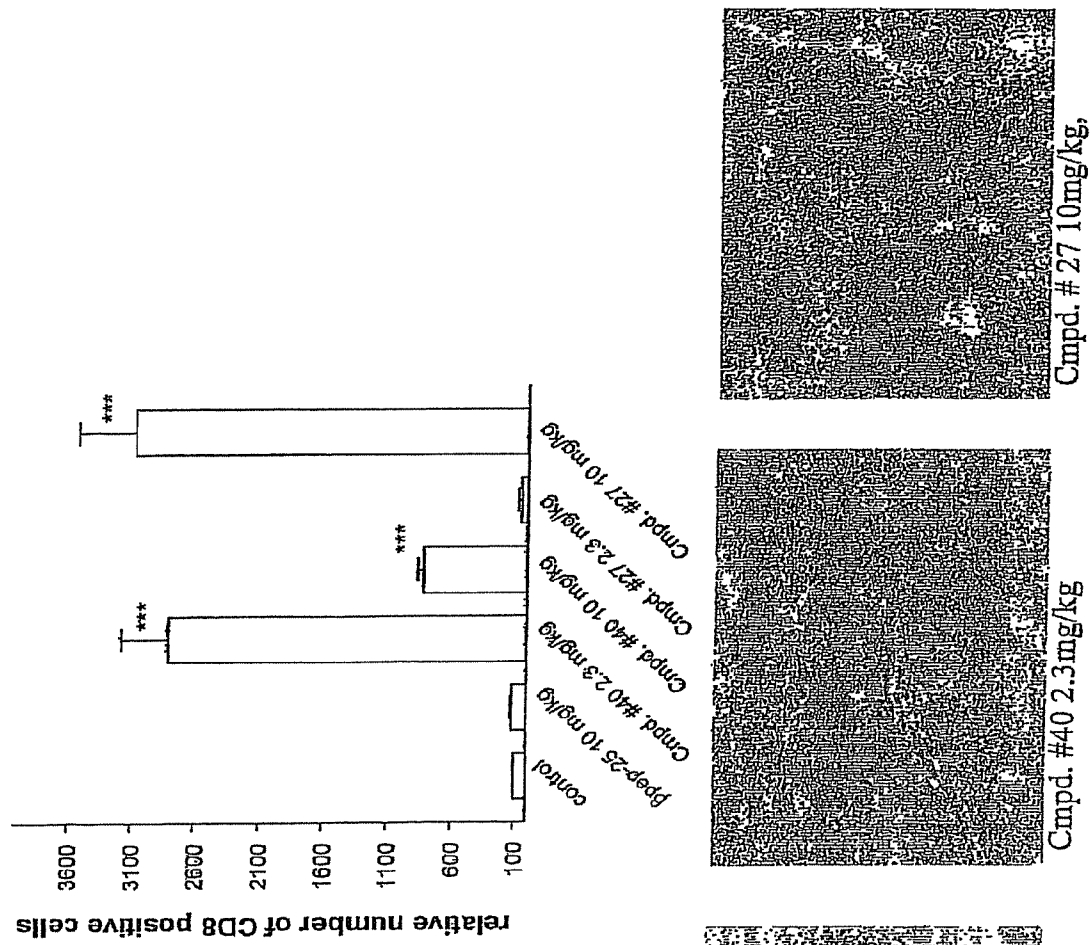 relative number of CD8 positive cells
3600
3100
2600
2100
1600
1100
600
100
***
***
***
control
βpep-25 10 mg/kg
Cmpd. #40 2.3 mg/kg
Cmpd. #40 10 mg/kg
Cmpd. #27 2.3 mg/kg
Cmpd. #27 10 mg/kg
Cmpd. #40 2.3mg/kg
Cmpd. # 27 10mg/kg,